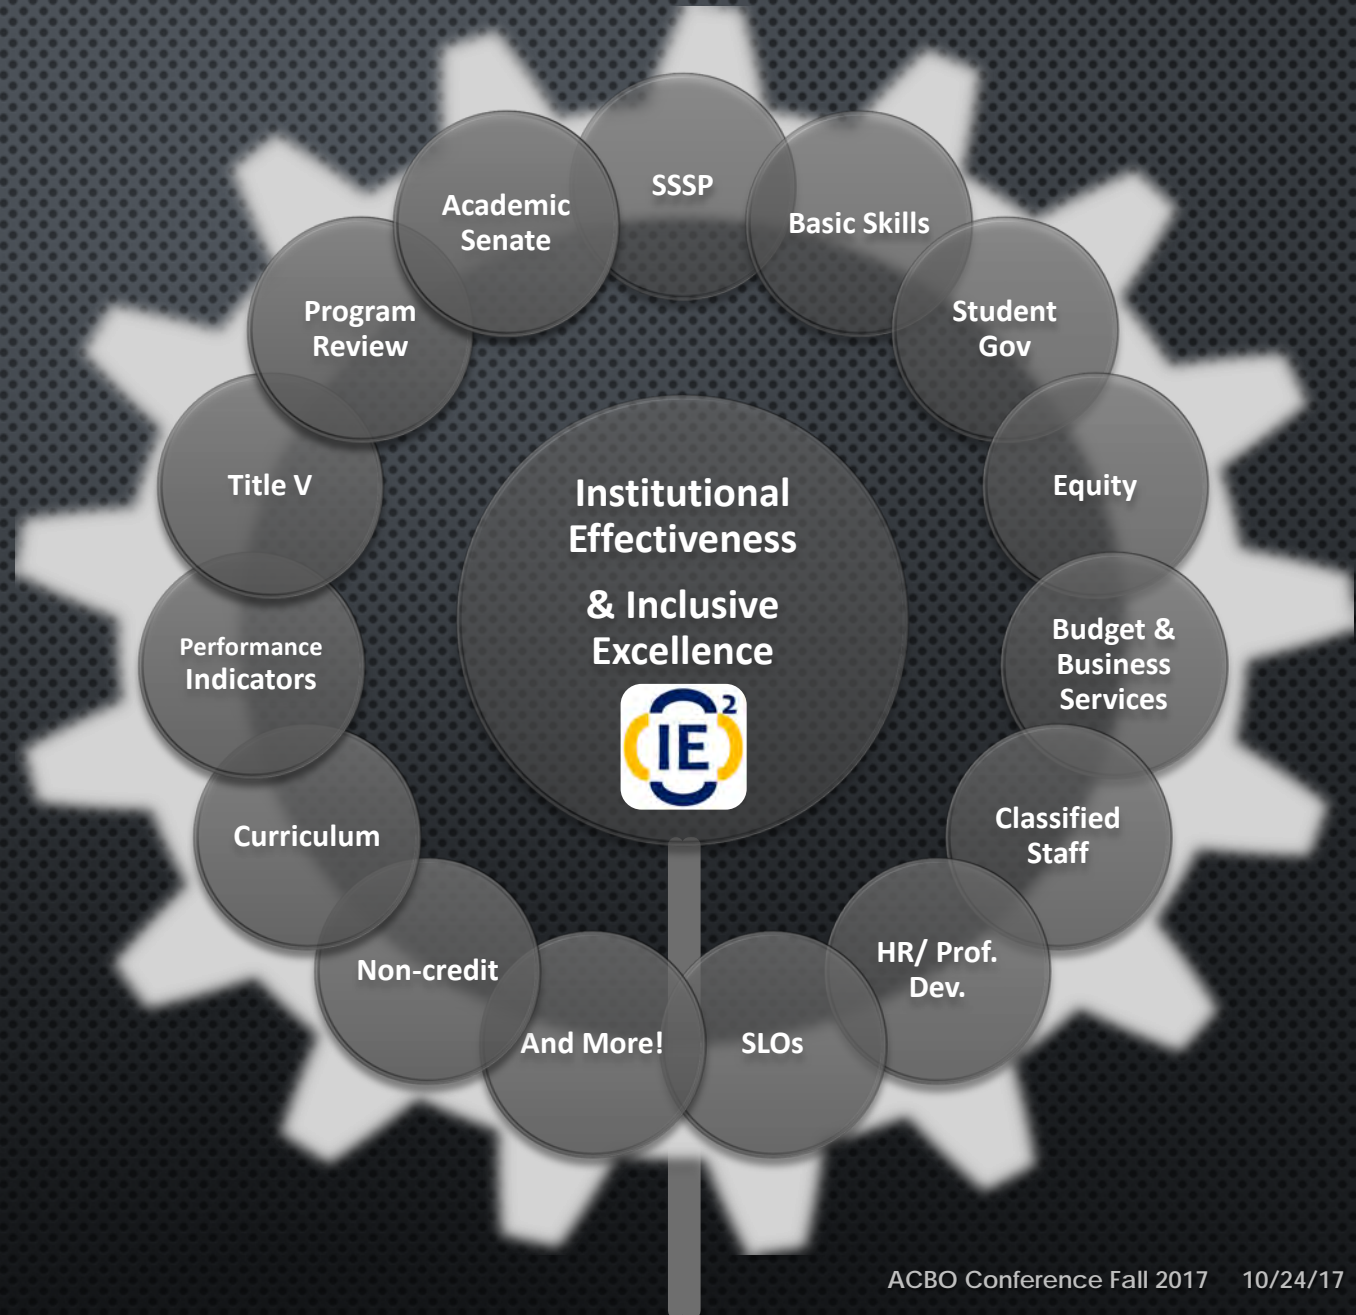 SSSP
Basic Skills
Student
Gov
Equity
Budget &
Business
Services
Classified
Staff
HR/ Prof.
Dev.
SLOs
And More!
Non-credit
Curriculum
Performance
Indicators
Title V
Program
Review
Academic
Senate
Institutional
Effectiveness
& Inclusive
Excellence
IE2
ACBO Conference Fall 2017 10/24/17